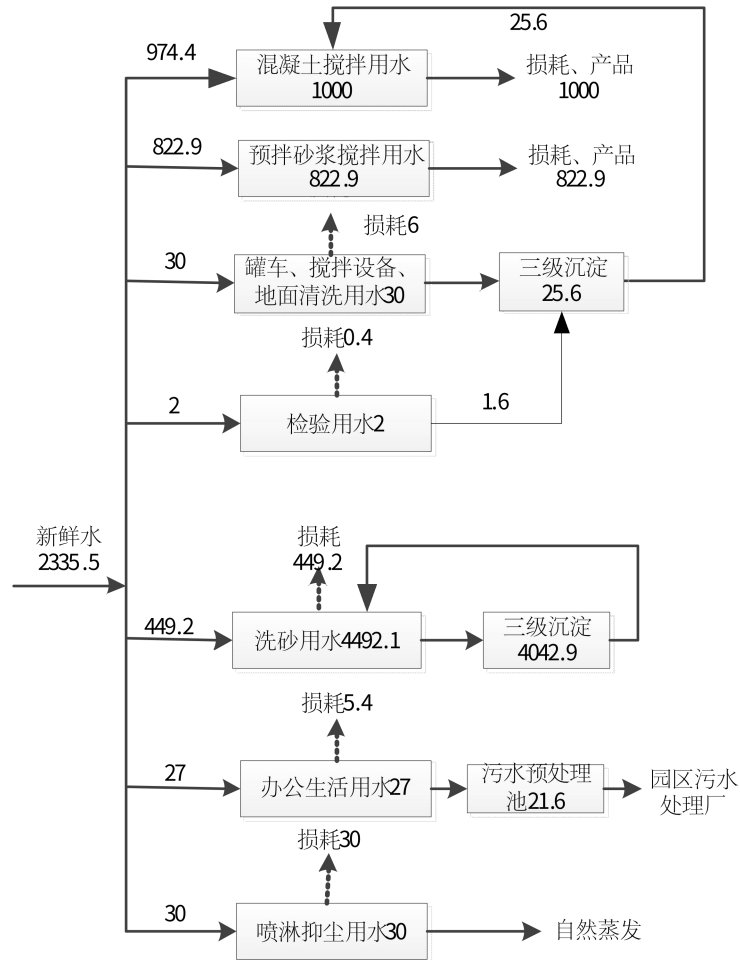 25.6
974.4
混凝土搅拌用水
1000
损耗、产品
1000
822.9
预拌砂浆搅拌用水
822.9
损耗、产品
822.9
损耗6
30
罐车、搅拌设备、
地面清洗用水30
三级沉淀
25.6
损耗0.4
2
检验用水2
1.6
新鲜水
2335.5
损耗
449.2
449.2
洗砂用水4492.1
三级沉淀
4042.9
损耗5.4
27
办公生活用水27
污水预处理
池21.6
园区污水
处理厂
损耗30
30
喷淋抑尘用水30
自然蒸发